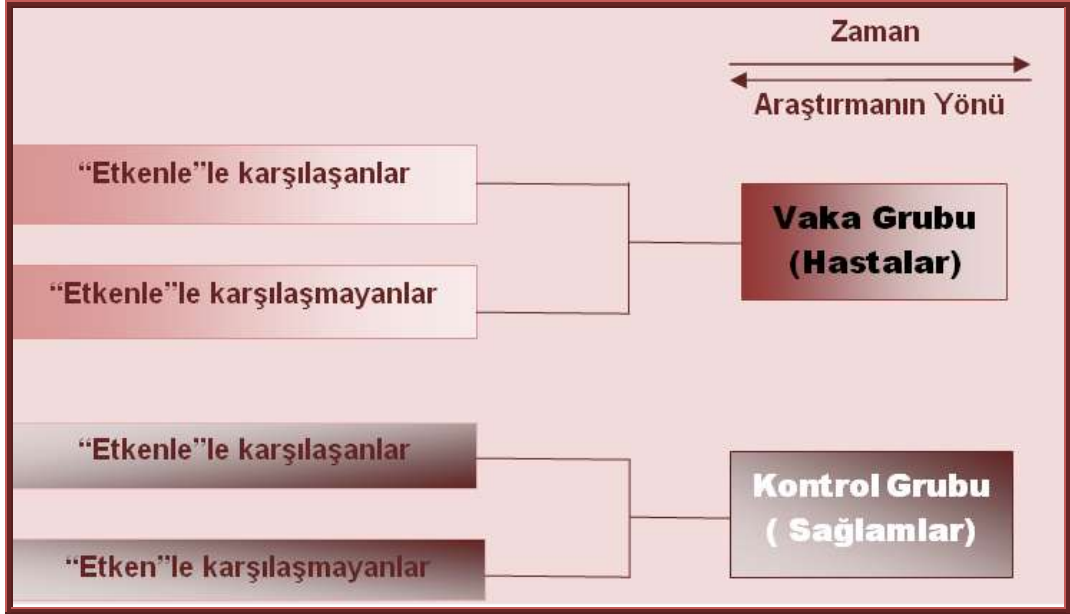 Zaman
Araştırmanın Yönü
“Etkenle”le karşılaşanlar
Vaka Grubu
(Hastalar)
“Etkenle”le karşılaşmayanlar
“Etkenle”le karşılaşanlar
Kontrol Grubu
( Sağlamlar)
“Etken”le karşılaşmayanlar